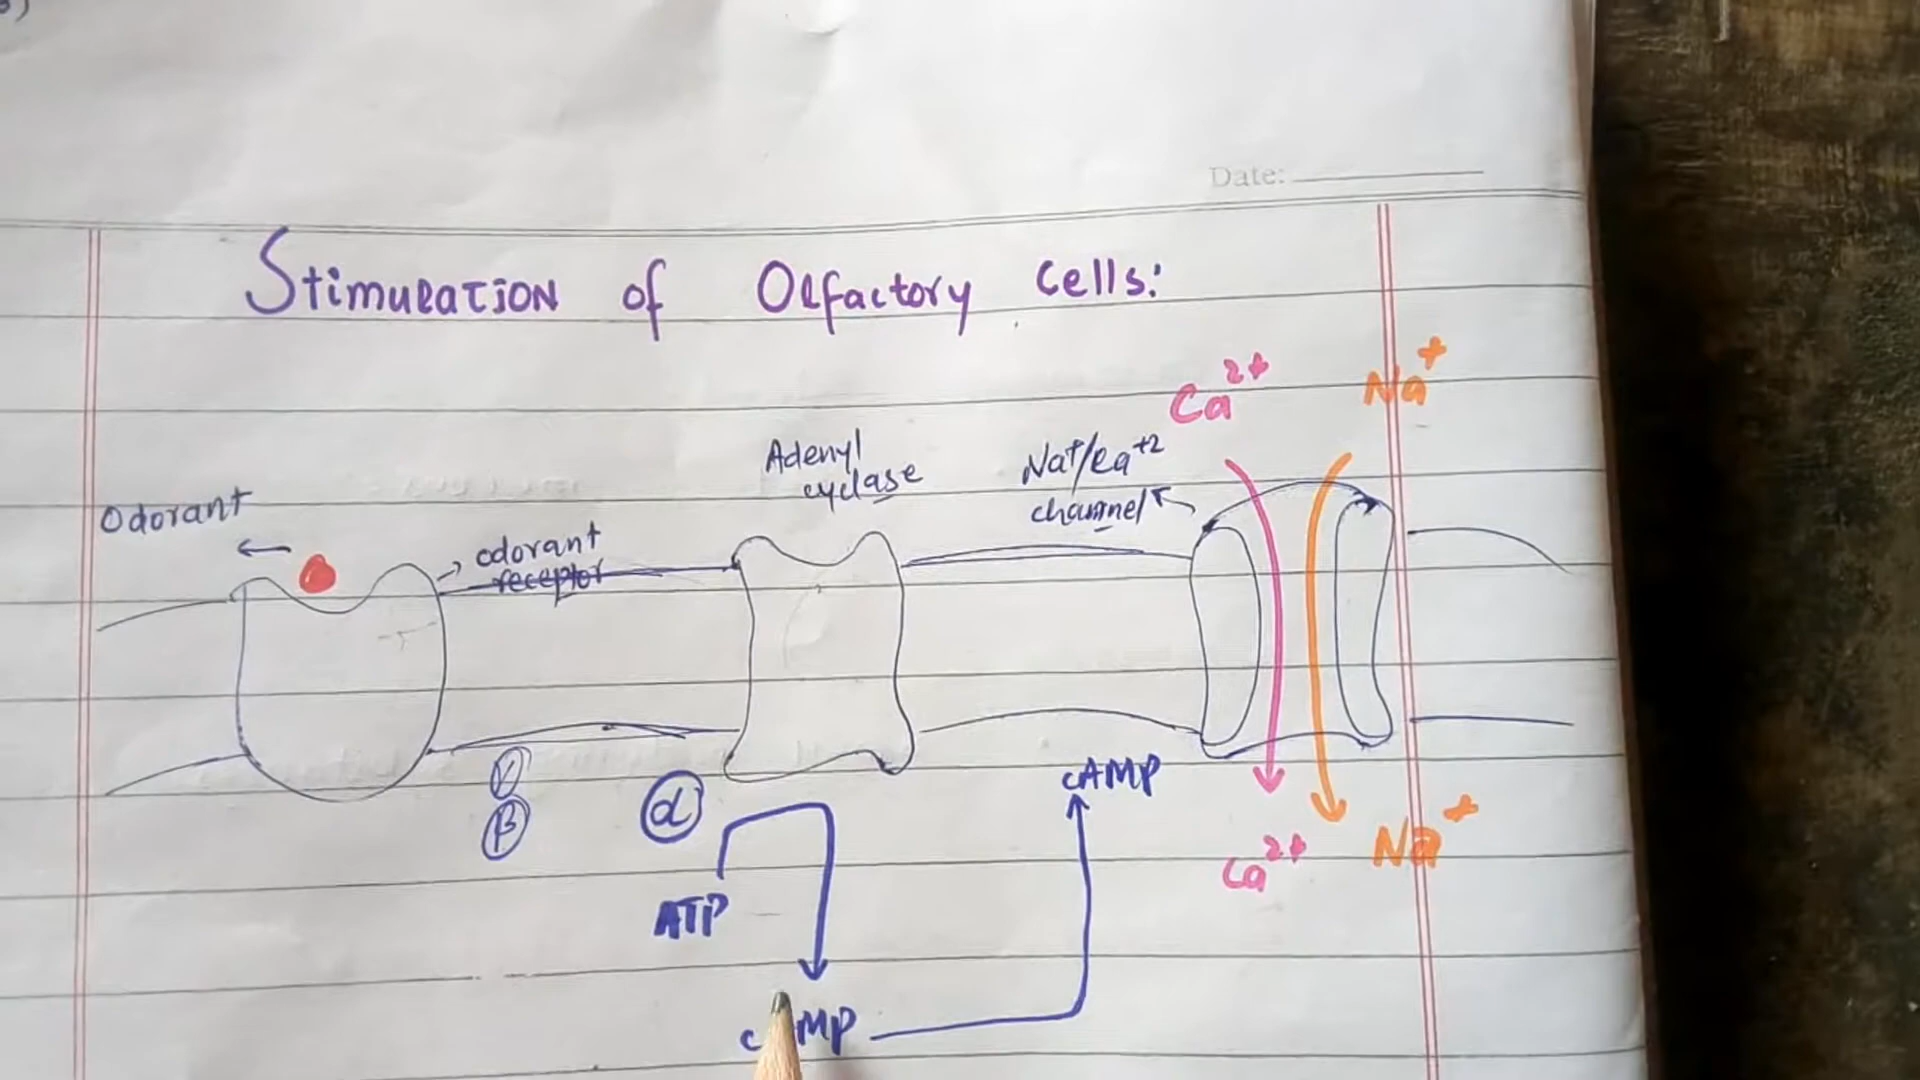 Date:
Stimulation of Olfactory Cells:
Ca2+
Na+
Adenyl
cyclase
Na+/Ca+2
channel
Odorant
odorant
receptor
γ
β
α
cAMP
Ca2+
Na+
ATP
cAMP